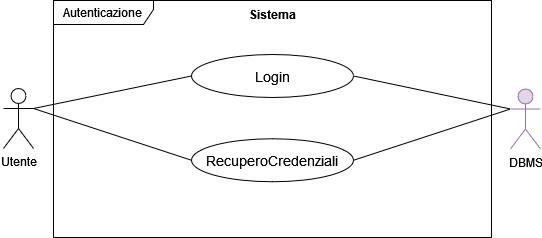 Autenticazione
Sistema
Login
Utente
RecuperoCredenziali
DBMS